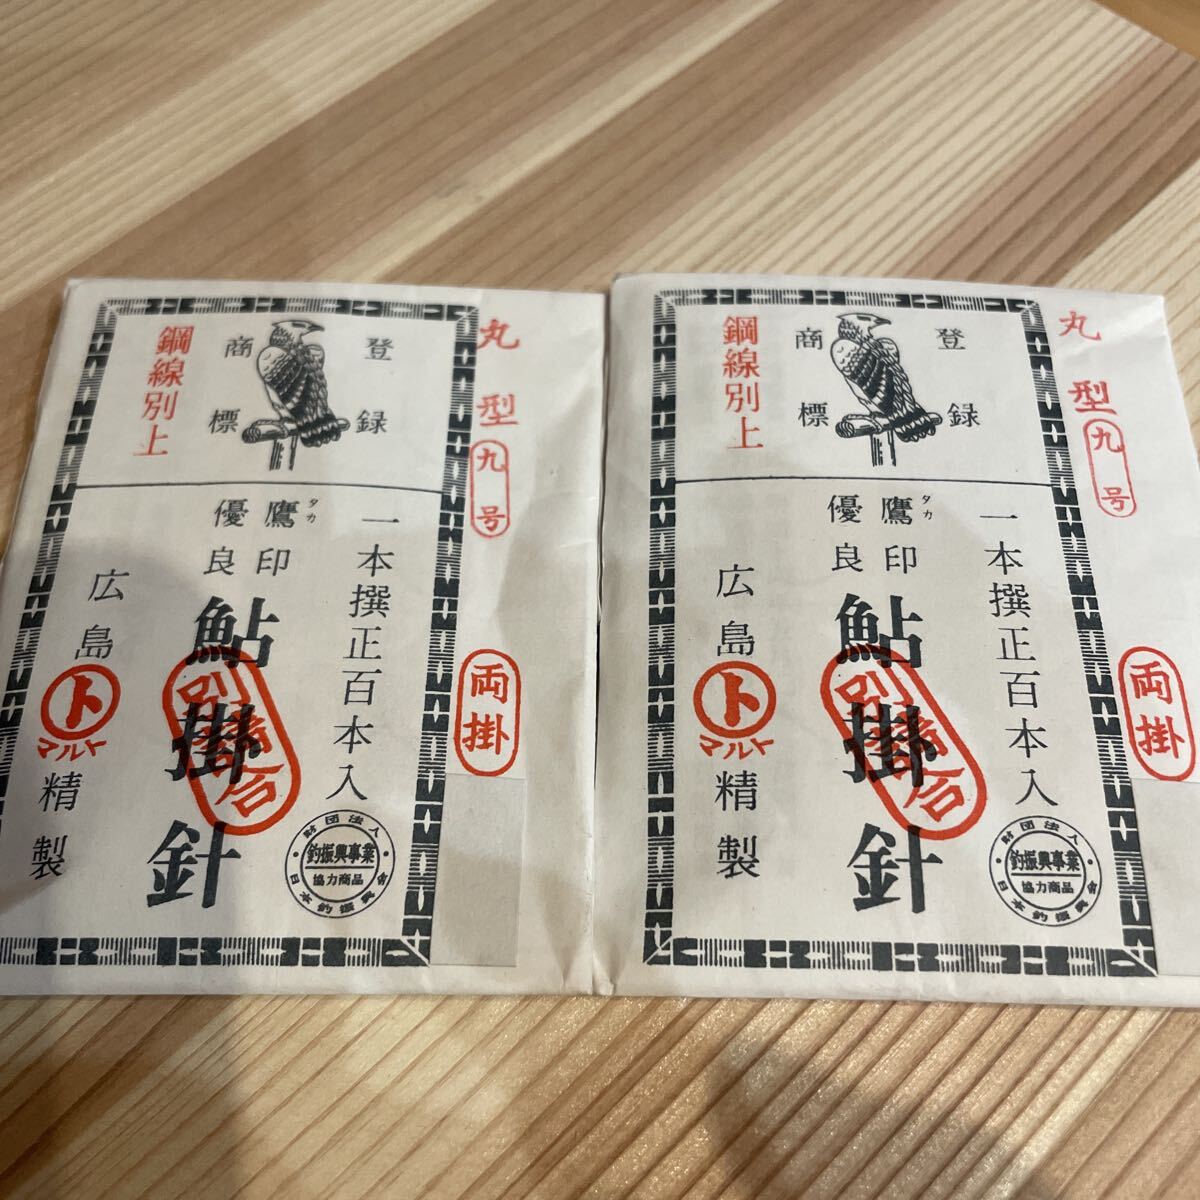 丸型
九号
両掛
登録
商標
鋼線別上
一本撰正百本入
鷹印
タカ
優良
鮎掛針
別請合
広島
ト
マルト
精製
財団法人
釣振興事業
協力商品
日本釣振興会
丸型
九号
両掛
登録
商標
鋼線別上
一本撰正百本入
鷹印
タカ
優良
鮎掛針
別請合
広島
ト
マルト
精製
財団法人
釣振興事業
協力商品
日本釣振興会